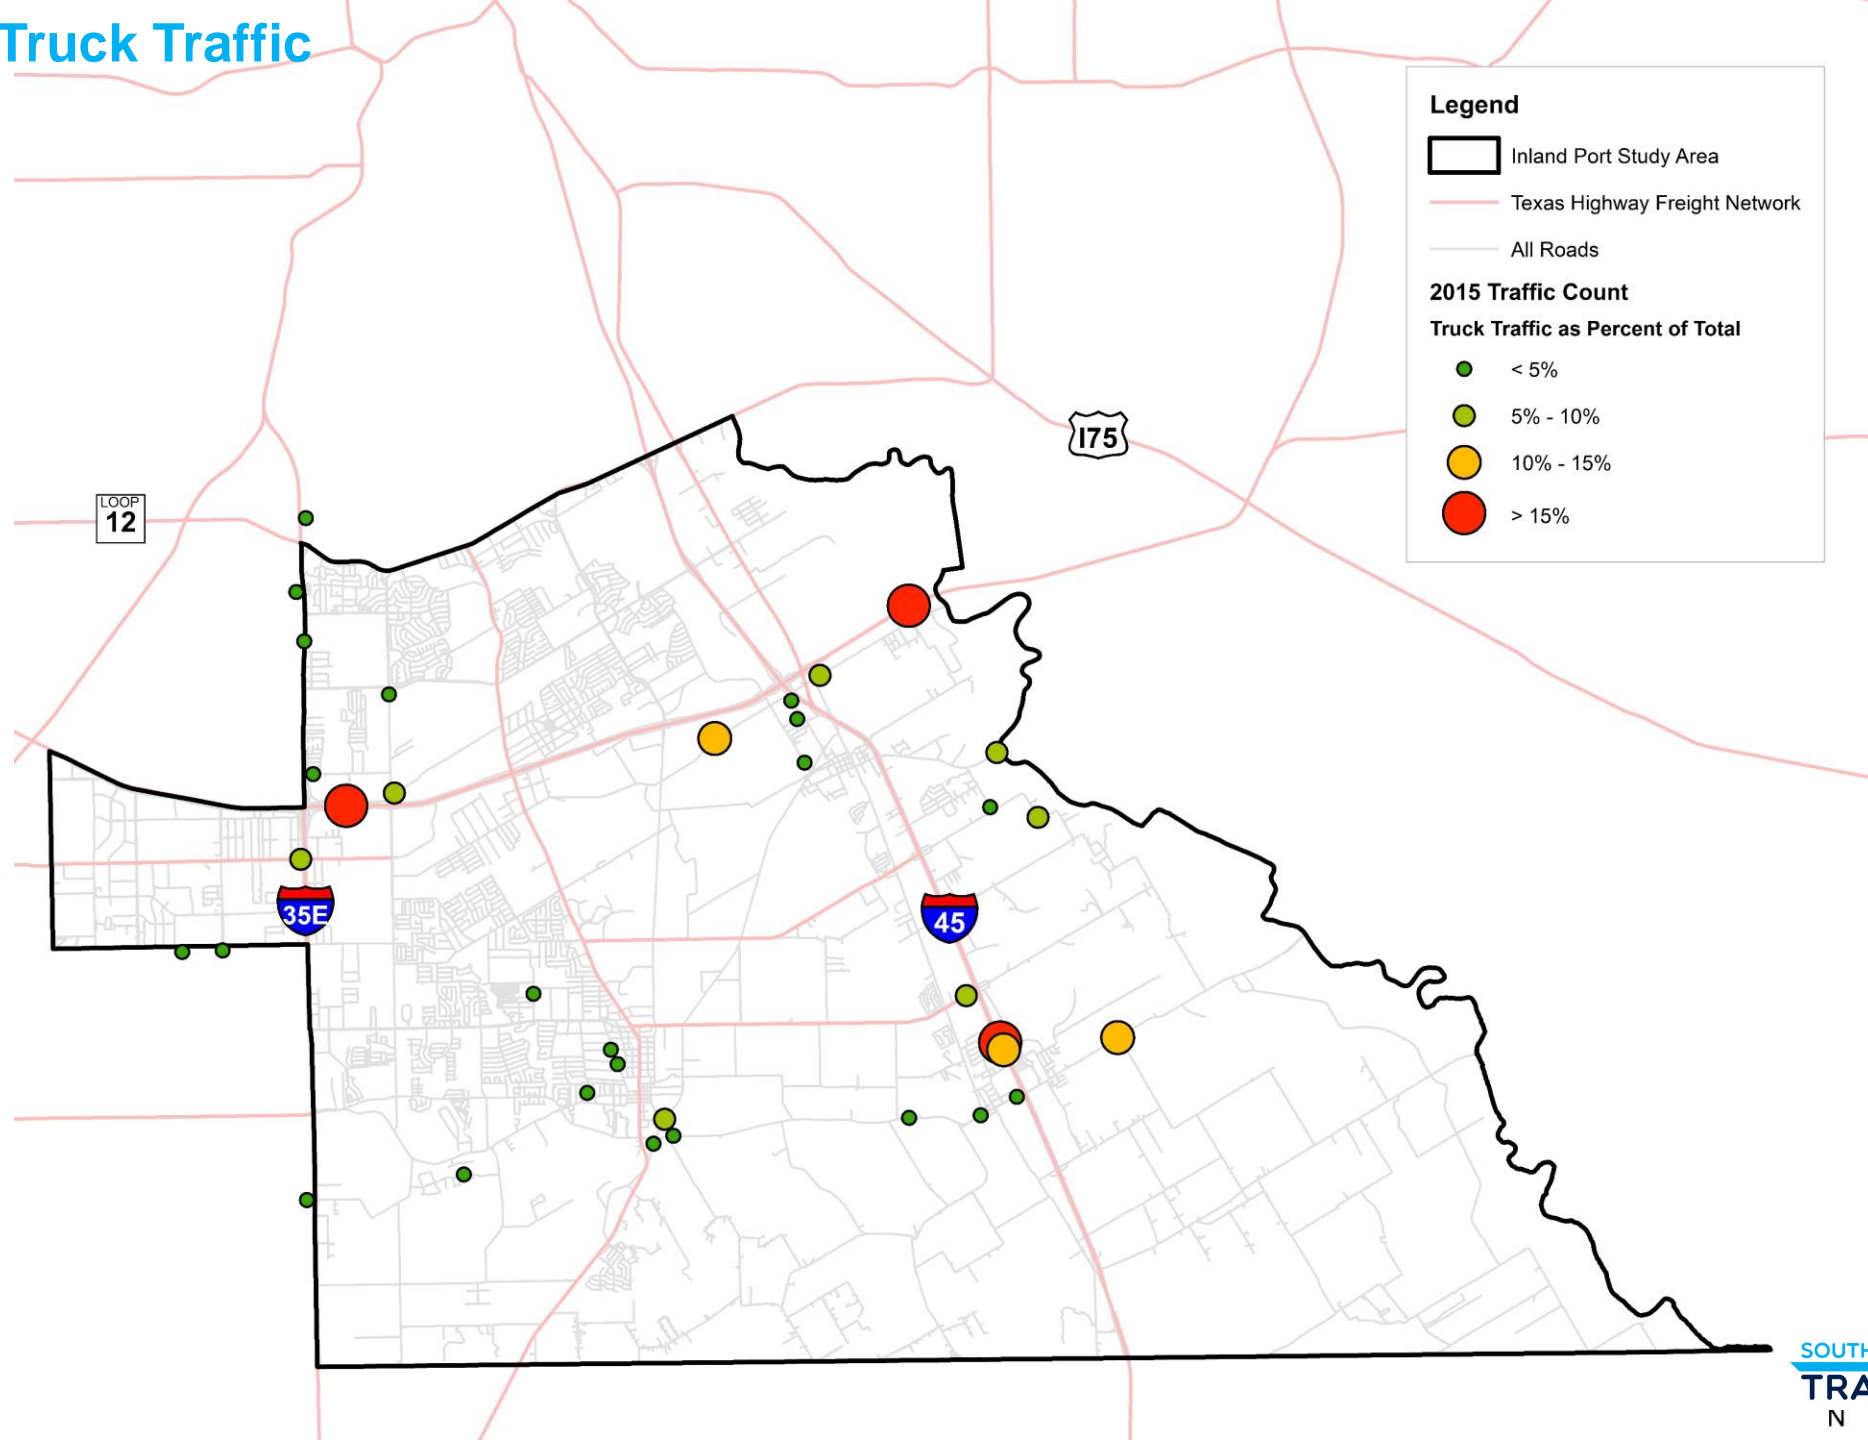 Truck Traffic
Legend
Inland Port Study Area
Texas Highway Freight Network
All Roads
2015 Traffic Count
Truck Traffic as Percent of Total
< 5%
5% - 10%
10% - 15%
> 15%
I75
LOOP
12
35E
45
SOUTH
TRA
N